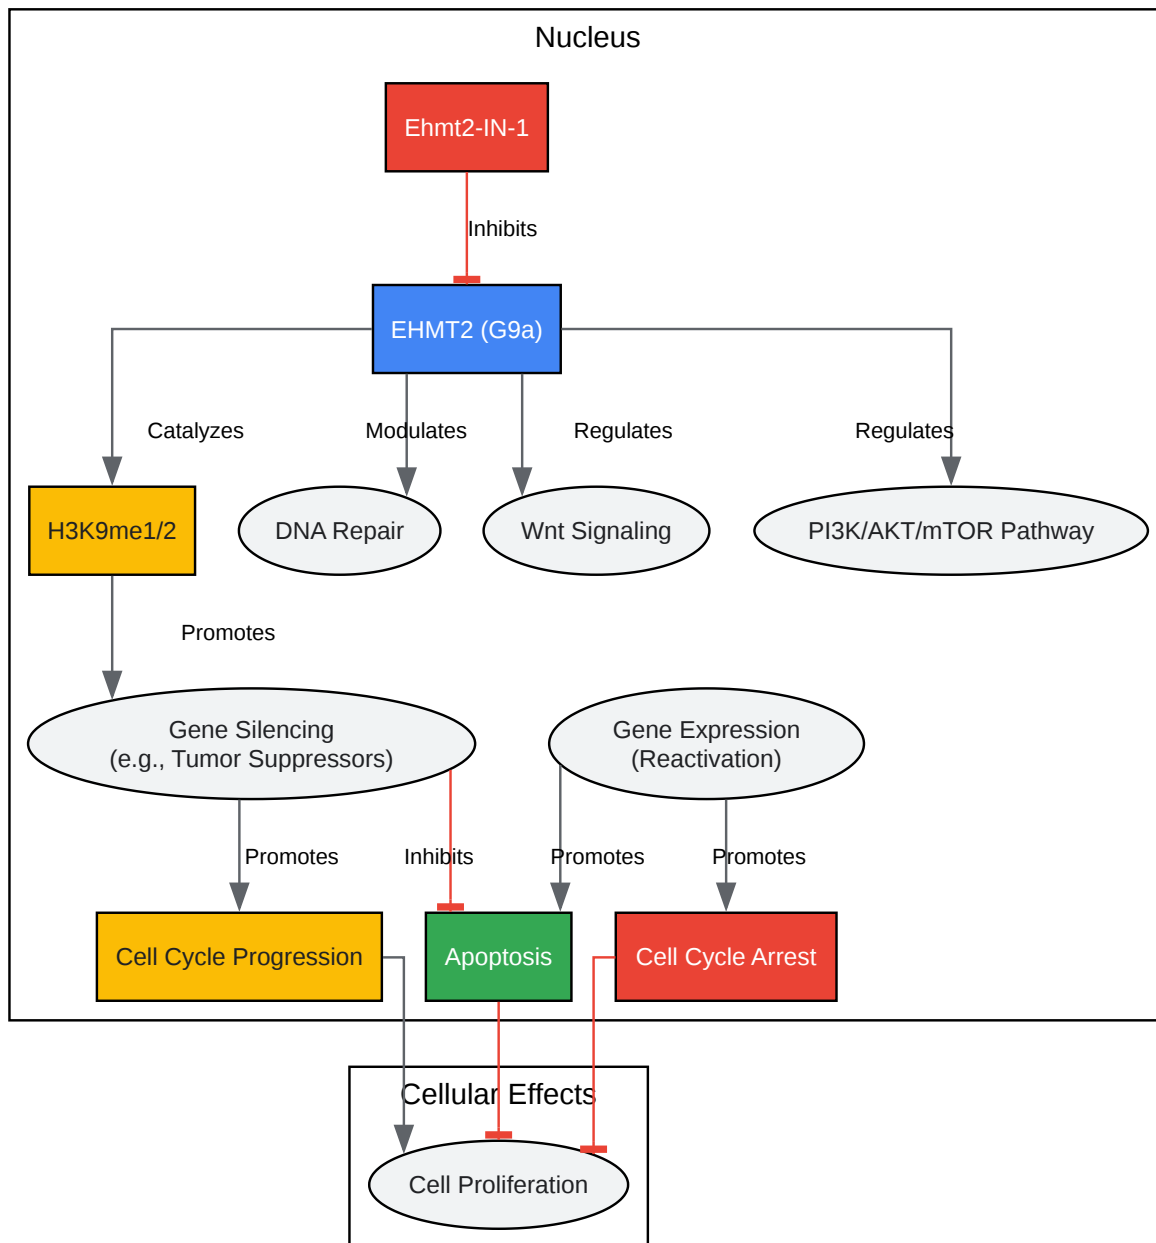 Nucleus
Ehmt2-IN-1
Inhibits
EHMT2 (G9a)
Catalyzes
Modulates
Regulates
Regulates
H3K9me1/2
DNA Repair
Wnt Signaling
PI3K/AKT/mTOR Pathway
Promotes
Gene Silencing
(e.g., Tumor Suppressors)
Gene Expression
(Reactivation)
Promotes
Inhibits
Promotes
Promotes
Cell Cycle Progression
Apoptosis
Cell Cycle Arrest
Cellular Effects
Cell Proliferation